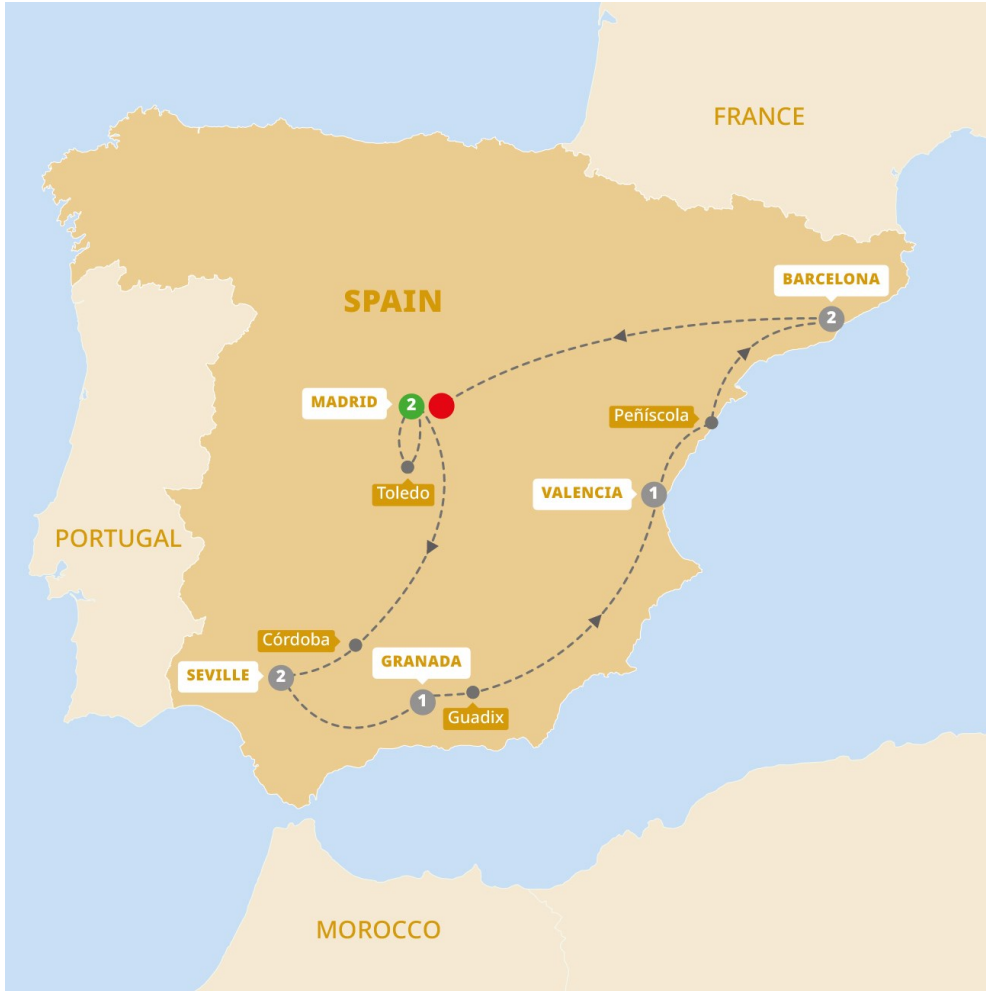 FRANCE
BARCELONA
2
SPAIN
MADRID
2
Peñíscola
Toledo
VALENCIA
1
PORTUGAL
Córdoba
GRANADA
SEVILLE
2
1
Guadix
MOROCCO